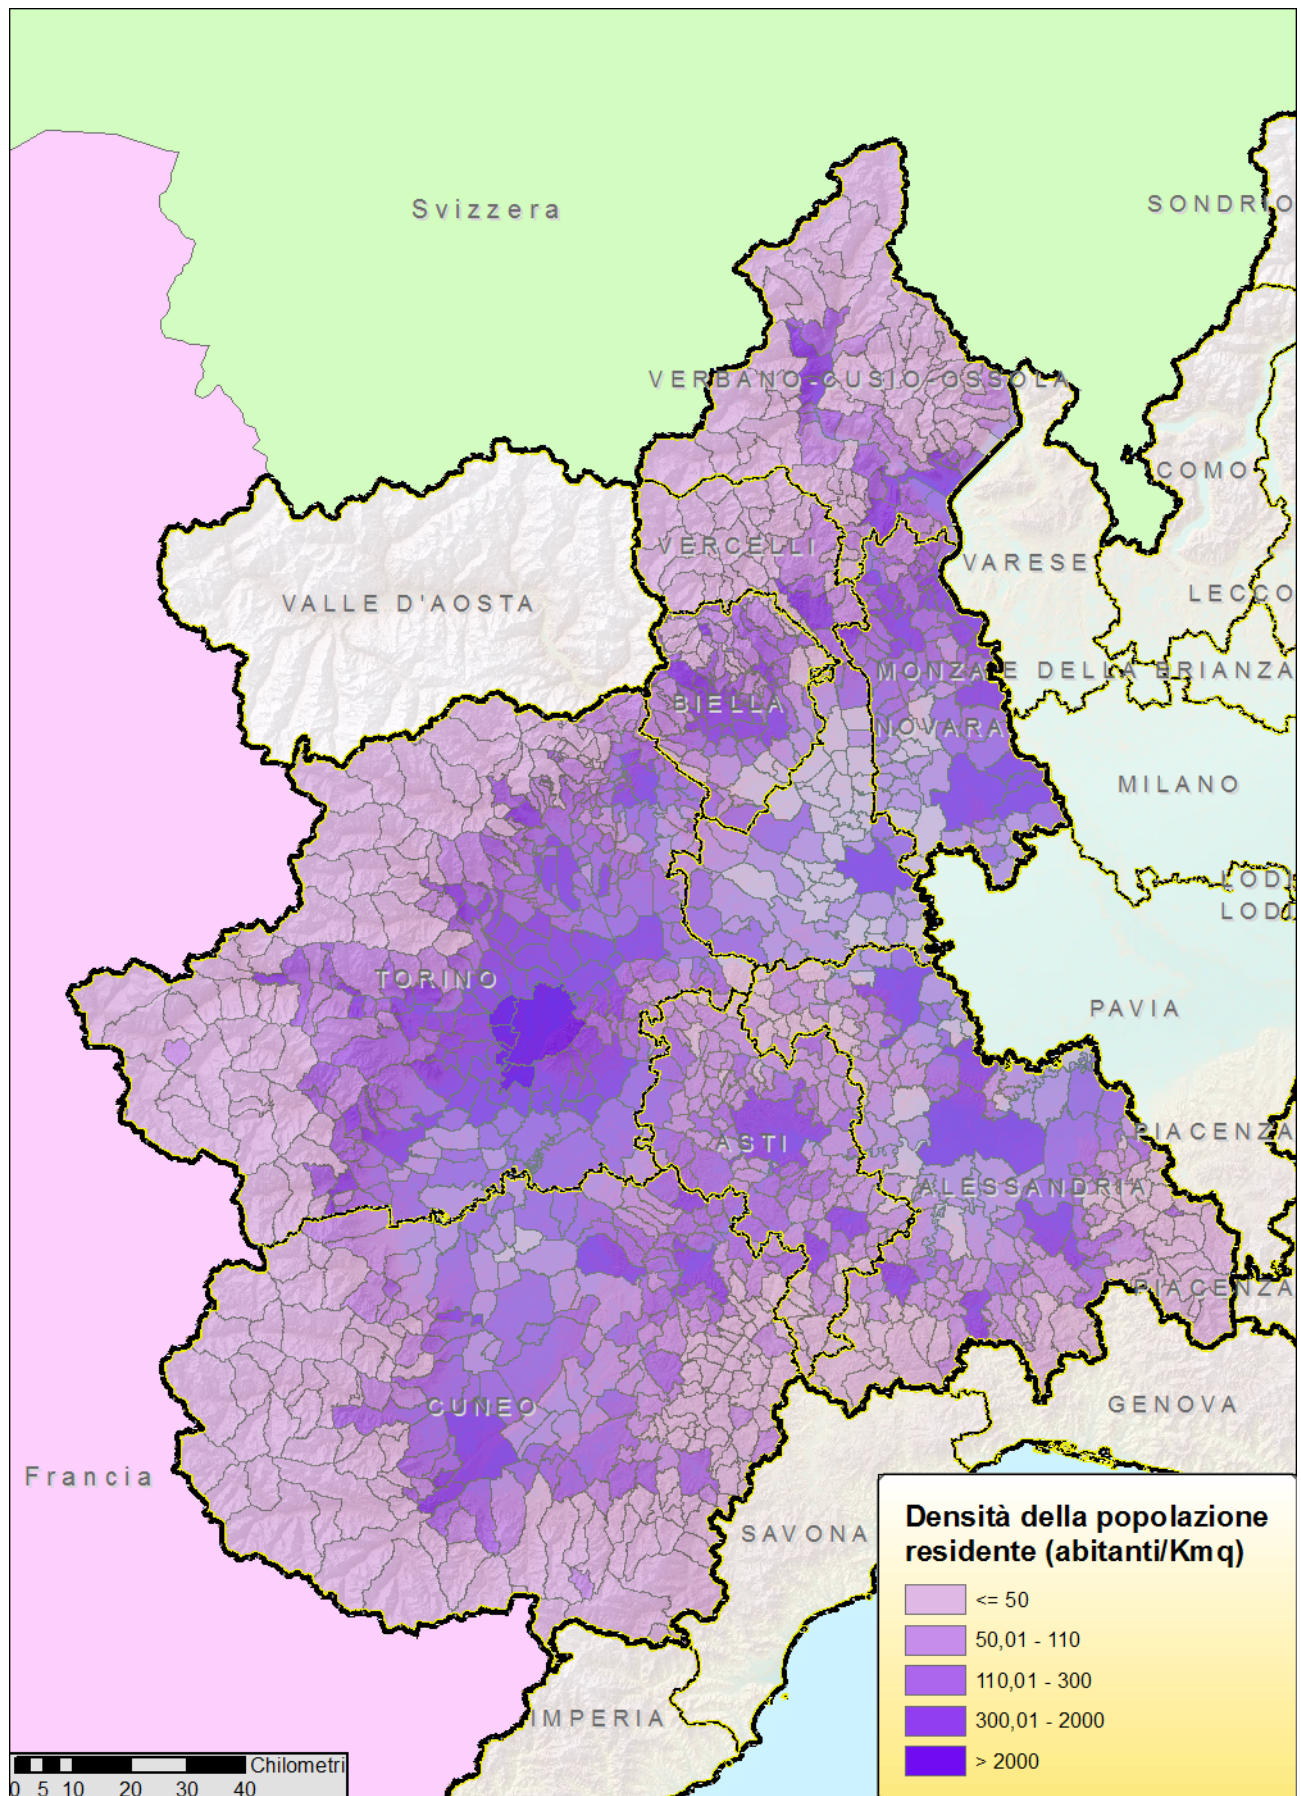 Svizzera
SONDRIO
VERBANO-CUSIO-OSSOLA
COMO
VERCELLI
VARESE
LECCO
VALLE D'AOSTA
MONZA E DELLA BRIANZA
BIELLA
NOVARA
MILANO
LODI
LODI
TORINO
PAVIA
PIACENZA
ASTI
ALESSANDRIA
PIACENZA
CUNEO
GENOVA
Francia
SAVONA
IMPERIA
Densità della popolazione
residente (abitanti/Kmq)
<= 50
50,01 - 110
110,01 - 300
300,01 - 2000
> 2000
Chilometri
0 5 10 20 30 40